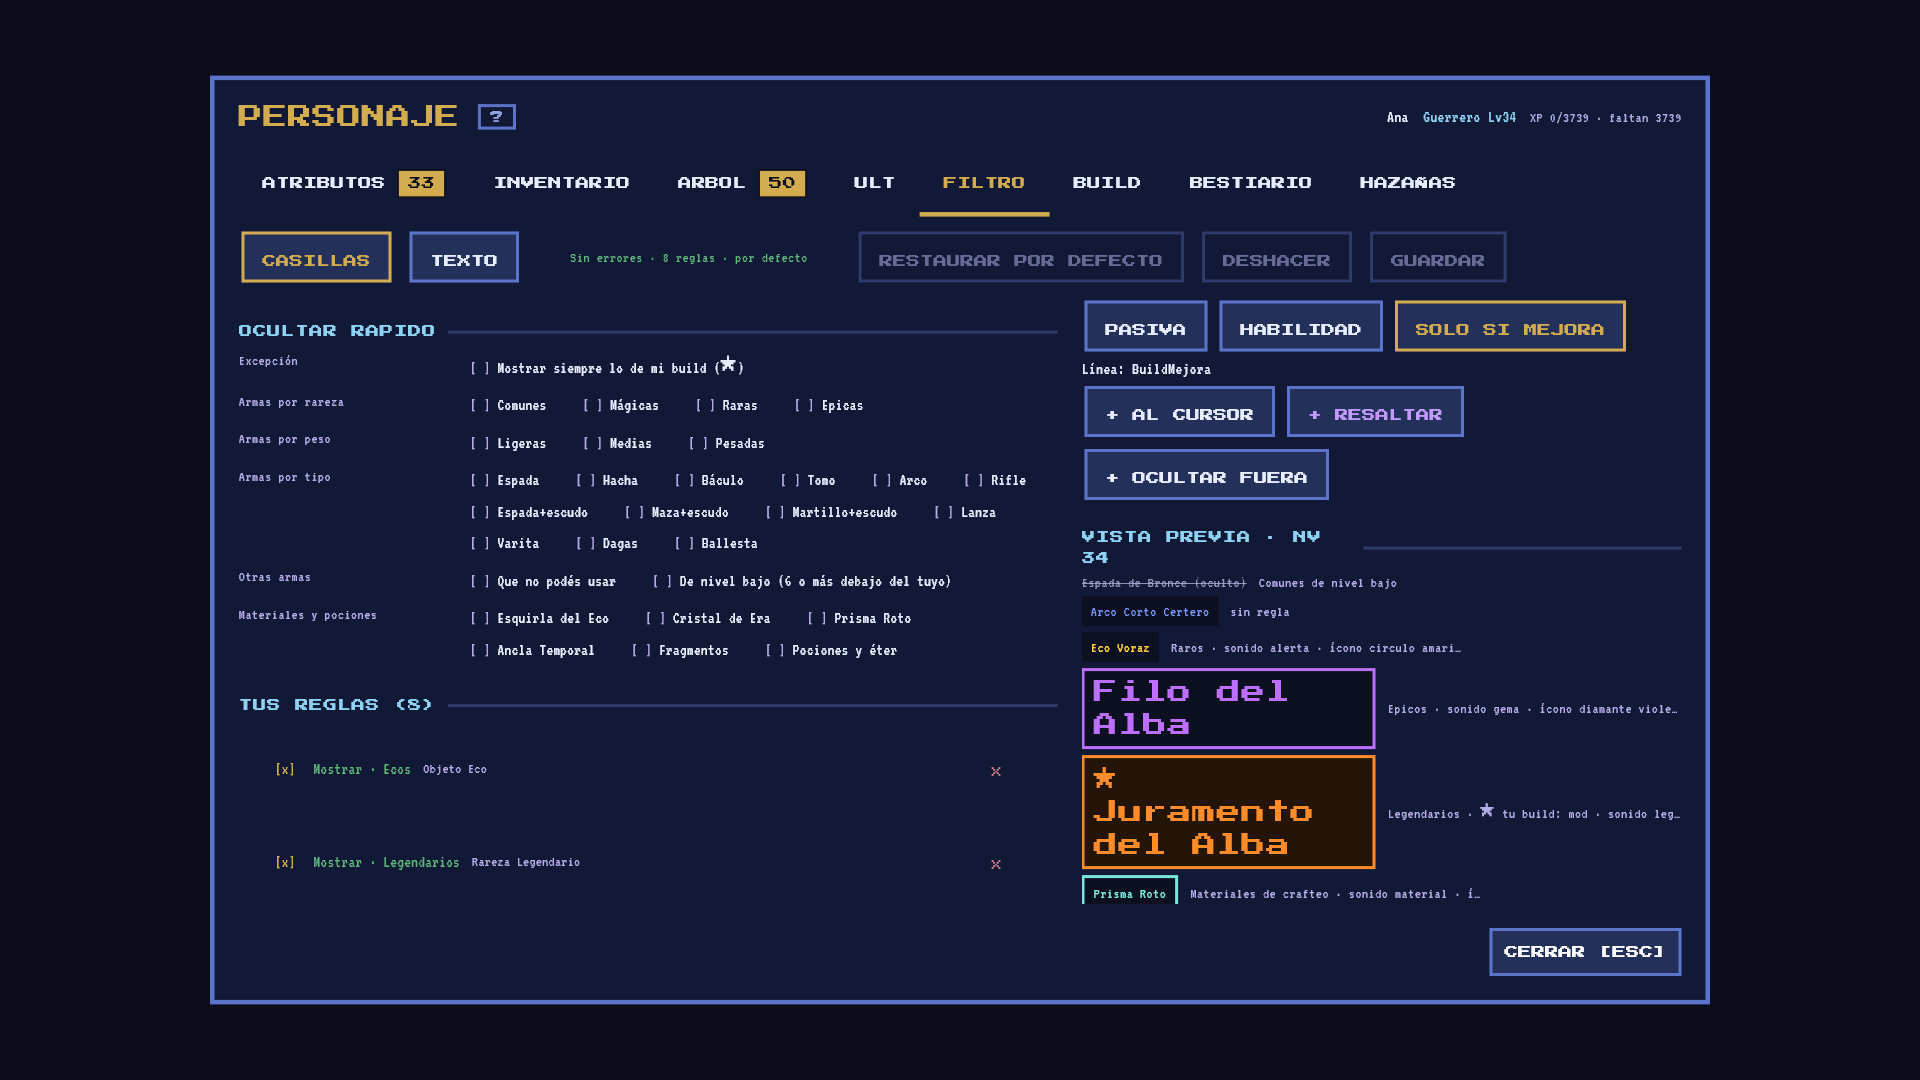 PERSONAJE ?
Ana Guerrero Lv34 XP 0/3739 · faltan 3739
ATRIBUTOS 33 INVENTARIO ARBOL 50 ULT FILTRO BUILD BESTIARIO HAZAÑAS
CASILLAS TEXTO Sin errores · 8 reglas · por defecto RESTAURAR POR DEFECTO DESHACER GUARDAR
OCULTAR RAPIDO
Excepción [ ] Mostrar siempre lo de mi build (★)
Armas por rareza [ ] Comunes [ ] Mágicas [ ] Raras [ ] Epicas
Armas por peso [ ] Ligeras [ ] Medias [ ] Pesadas
Armas por tipo [ ] Espada [ ] Hacha [ ] Báculo [ ] Tomo [ ] Arco [ ] Rifle
[ ] Espada+escudo [ ] Maza+escudo [ ] Martillo+escudo [ ] Lanza
[ ] Varita [ ] Dagas [ ] Ballesta
Otras armas [ ] Que no podés usar [ ] De nivel bajo (6 o más debajo del tuyo)
Materiales y pociones [ ] Esquirla del Eco [ ] Cristal de Era [ ] Prisma Roto
[ ] Ancla Temporal [ ] Fragmentos [ ] Pociones y éter
TUS REGLAS (8)
[x] Mostrar · Ecos Objeto Eco x
[x] Mostrar · Legendarios Rareza Legendario x
PASIVA HABILIDAD SOLO SI MEJORA
Línea: BuildMejora
+ AL CURSOR + RESALTAR
+ OCULTAR FUERA
VISTA PREVIA · NV
34
Espada de Bronce (oculto) Comunes de nivel bajo
Arco Corto Certero sin regla
Eco Voraz Raros · sonido alerta · ícono circulo amari…
Filo del
Alba
Epicos · sonido gema · ícono diamante viole…
★
Juramento
del Alba
Legendarios · ★ tu build: mod · sonido leg…
Prisma Roto Materiales de crafteo · sonido material · í…
CERRAR [ESC]